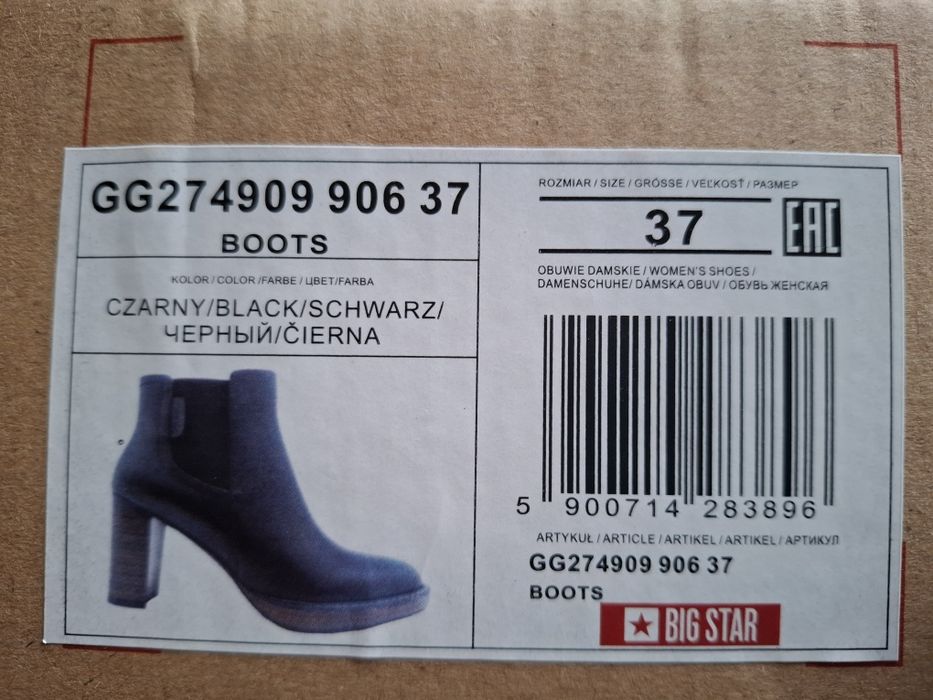 GG274909 906 37
BOOTS
KOLOR / COLOR /FARBE / ЦВЕТ/FARBA
CZARNY/BLACK/SCHWARZ/
ЧЕРНЫЙ/ČIERNA
ROZMIAR / SIZE / GRÖSSE / VEĽKOSŤ / РАЗМЕР
37
EAC
OBUWIE DAMSKIE / WOMEN'S SHOES /
DAMENSCHUHE/ DÁMSKA OBUV / ОБУВЬ ЖЕНСКАЯ
5 900714 283896
ARTYKUŁ / ARTICLE / ARTIKEL / ARTIKEL / АРТИКУЛ
GG274909 906 37
BOOTS
BIG STAR